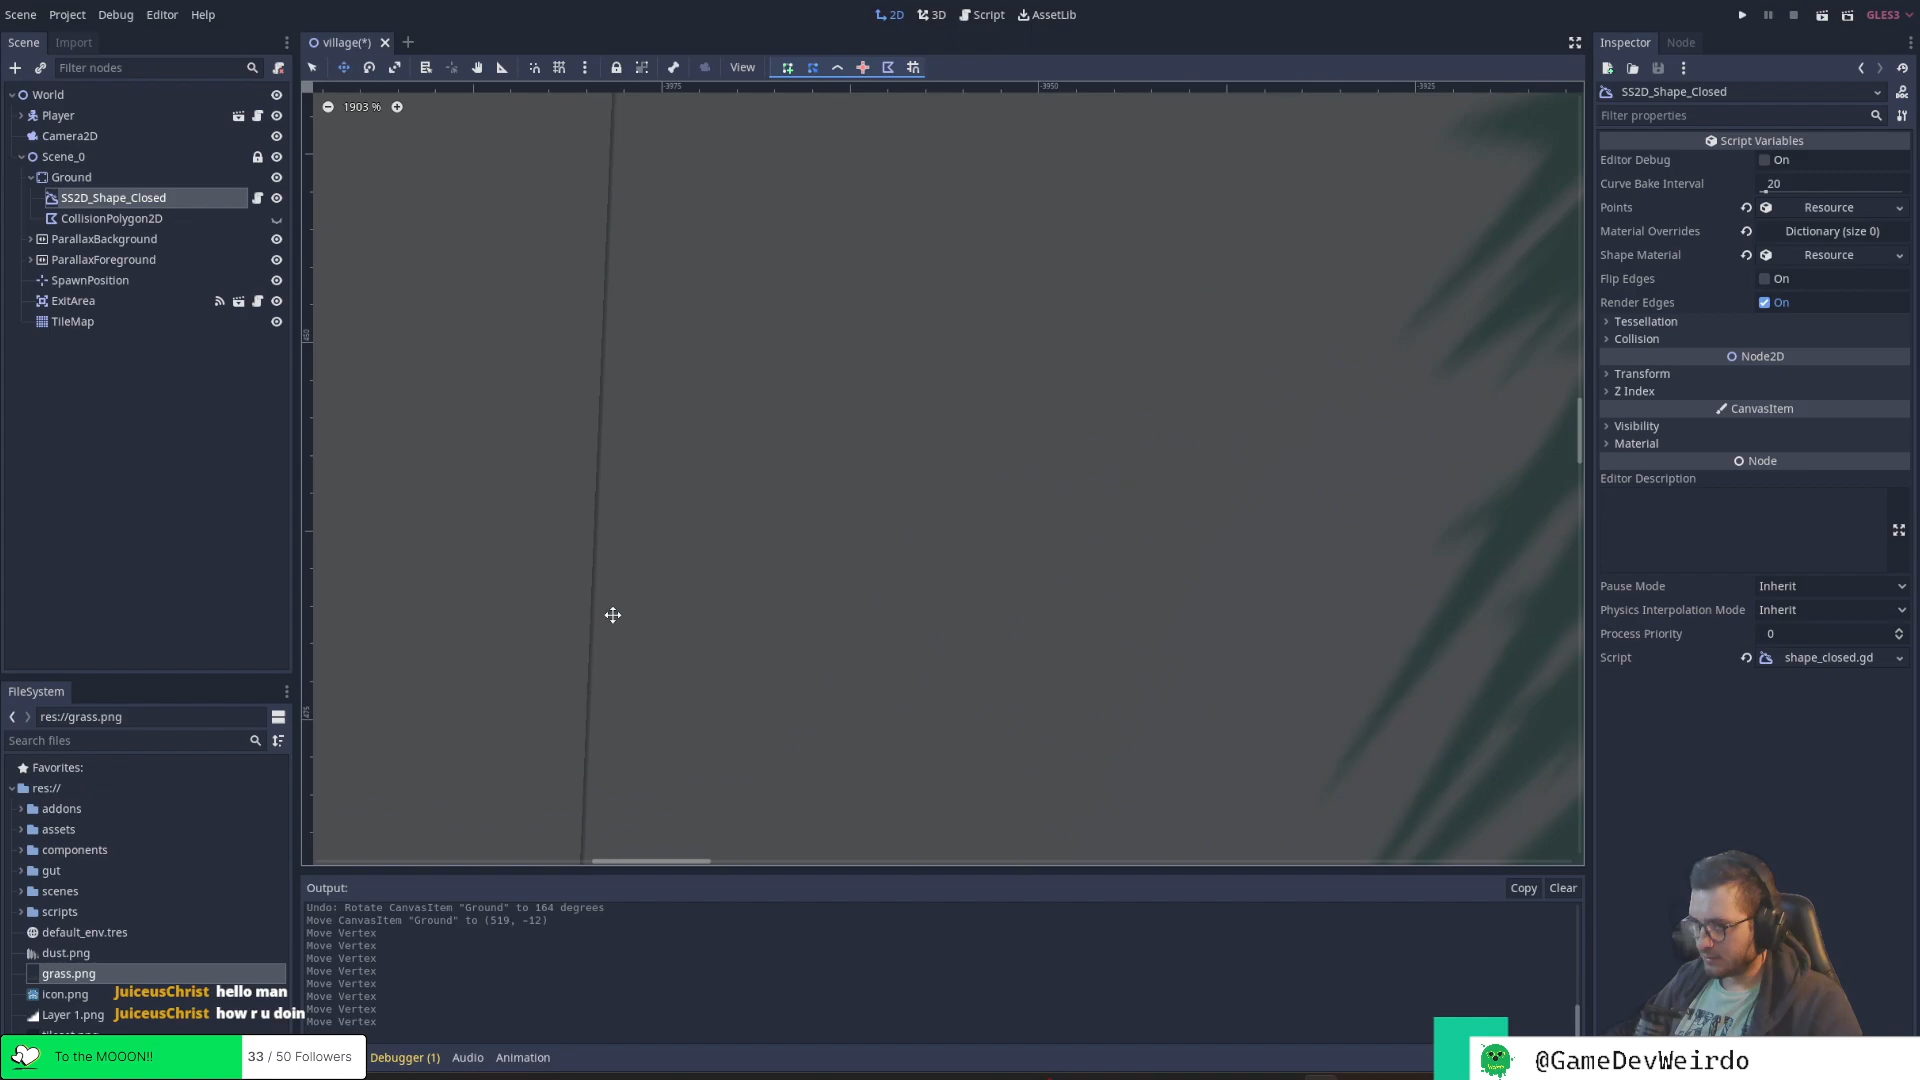 Scene Project Debug Editor Help
2D 3D Script AssetLib
GLES3
Scene Import
village(*)
Inspector Node
Filter nodes
View
SS2D_Shape_Closed
Filter properties
World
Player
Camera2D
Scene_0
Ground
SS2D_Shape_Closed
CollisionPolygon2D
ParallaxBackground
ParallaxForeground
SpawnPosition
ExitArea
TileMap
-3975 -3950 -3925
1903 %
450
475
Script Variables
Editor Debug On
Curve Bake Interval 20
Points Resource
Material Overrides Dictionary (size 0)
Shape Material Resource
Flip Edges On
Render Edges On
Tessellation
Collision
Node2D
Transform
Z Index
CanvasItem
Visibility
Material
Node
Editor Description
Pause Mode Inherit
Physics Interpolation Mode Inherit
Process Priority 0
Script shape_closed.gd
FileSystem
res://grass.png
Search files
Favorites:
res://
addons
assets
components
gut
scenes
scripts
default_env.tres
dust.png
grass.png
icon.png
Layer 1.png
JuiceusChrist hello man
JuiceusChrist how r u doin
Output: Copy Clear
Undo: Rotate CanvasItem "Ground" to 164 degrees
Move CanvasItem "Ground" to (519, -12)
Move Vertex
Move Vertex
Move Vertex
Move Vertex
Move Vertex
Move Vertex
Move Vertex
Move Vertex
To the MOOON!! 33 / 50 Followers
Debugger (1) Audio Animation
@GameDevWeirdo